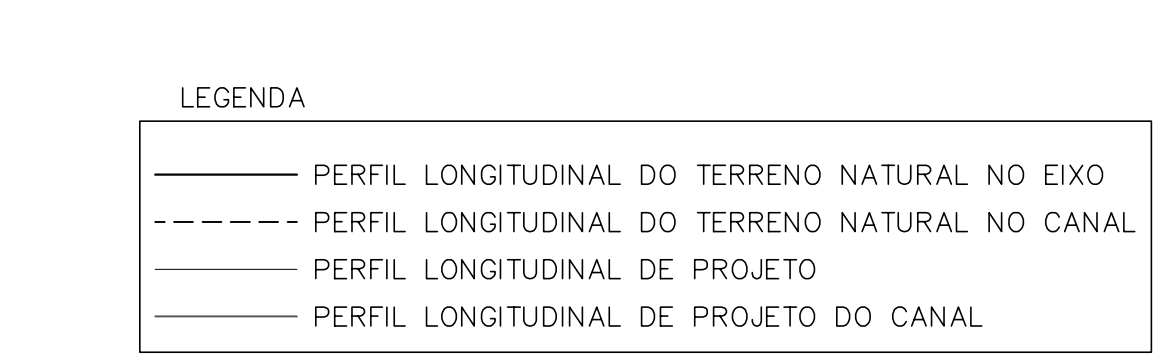 LEGENDA
PERFIL LONGITUDINAL DO TERRENO NATURAL NO EIXO
PERFIL LONGITUDINAL DO TERRENO NATURAL NO CANAL
PERFIL LONGITUDINAL DE PROJETO
PERFIL LONGITUDINAL DE PROJETO DO CANAL